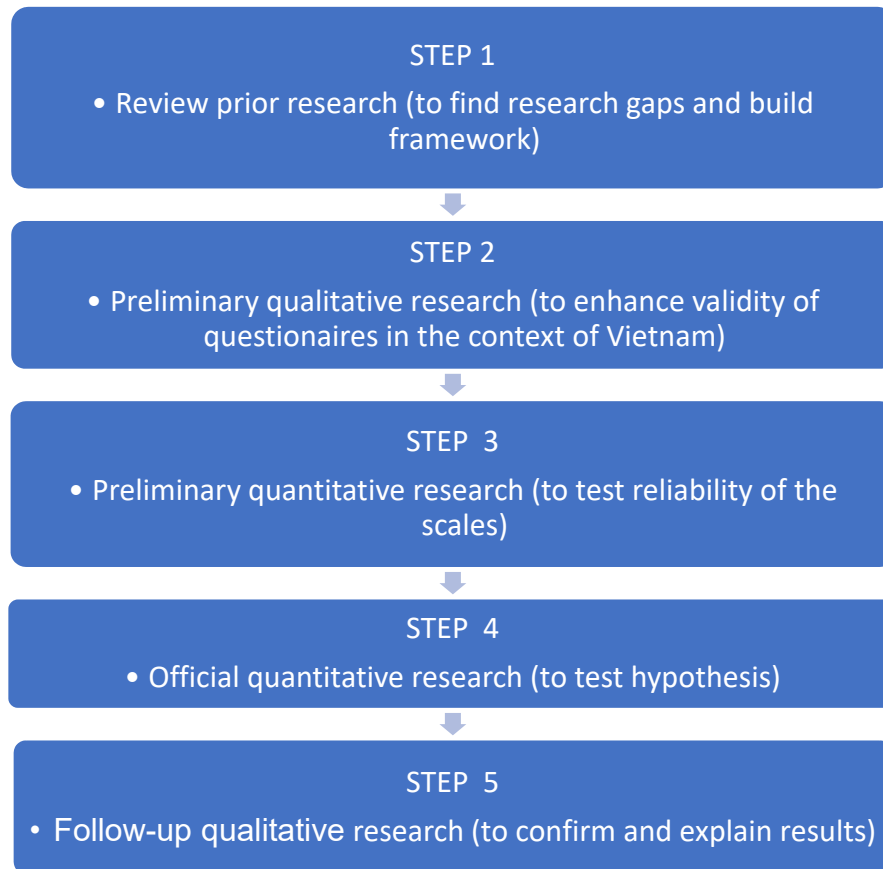 STEP 1
• Review prior research (to find research gaps and build
framework)
STEP 2
• Preliminary qualitative research (to enhance validity of
questionaires in the context of Vietnam)
STEP 3
• Preliminary quantitative research (to test reliability of the
scales)
STEP 4
• Official quantitative research (to test hypothesis)
STEP 5
• Follow-up qualitative research (to confirm and explain results)